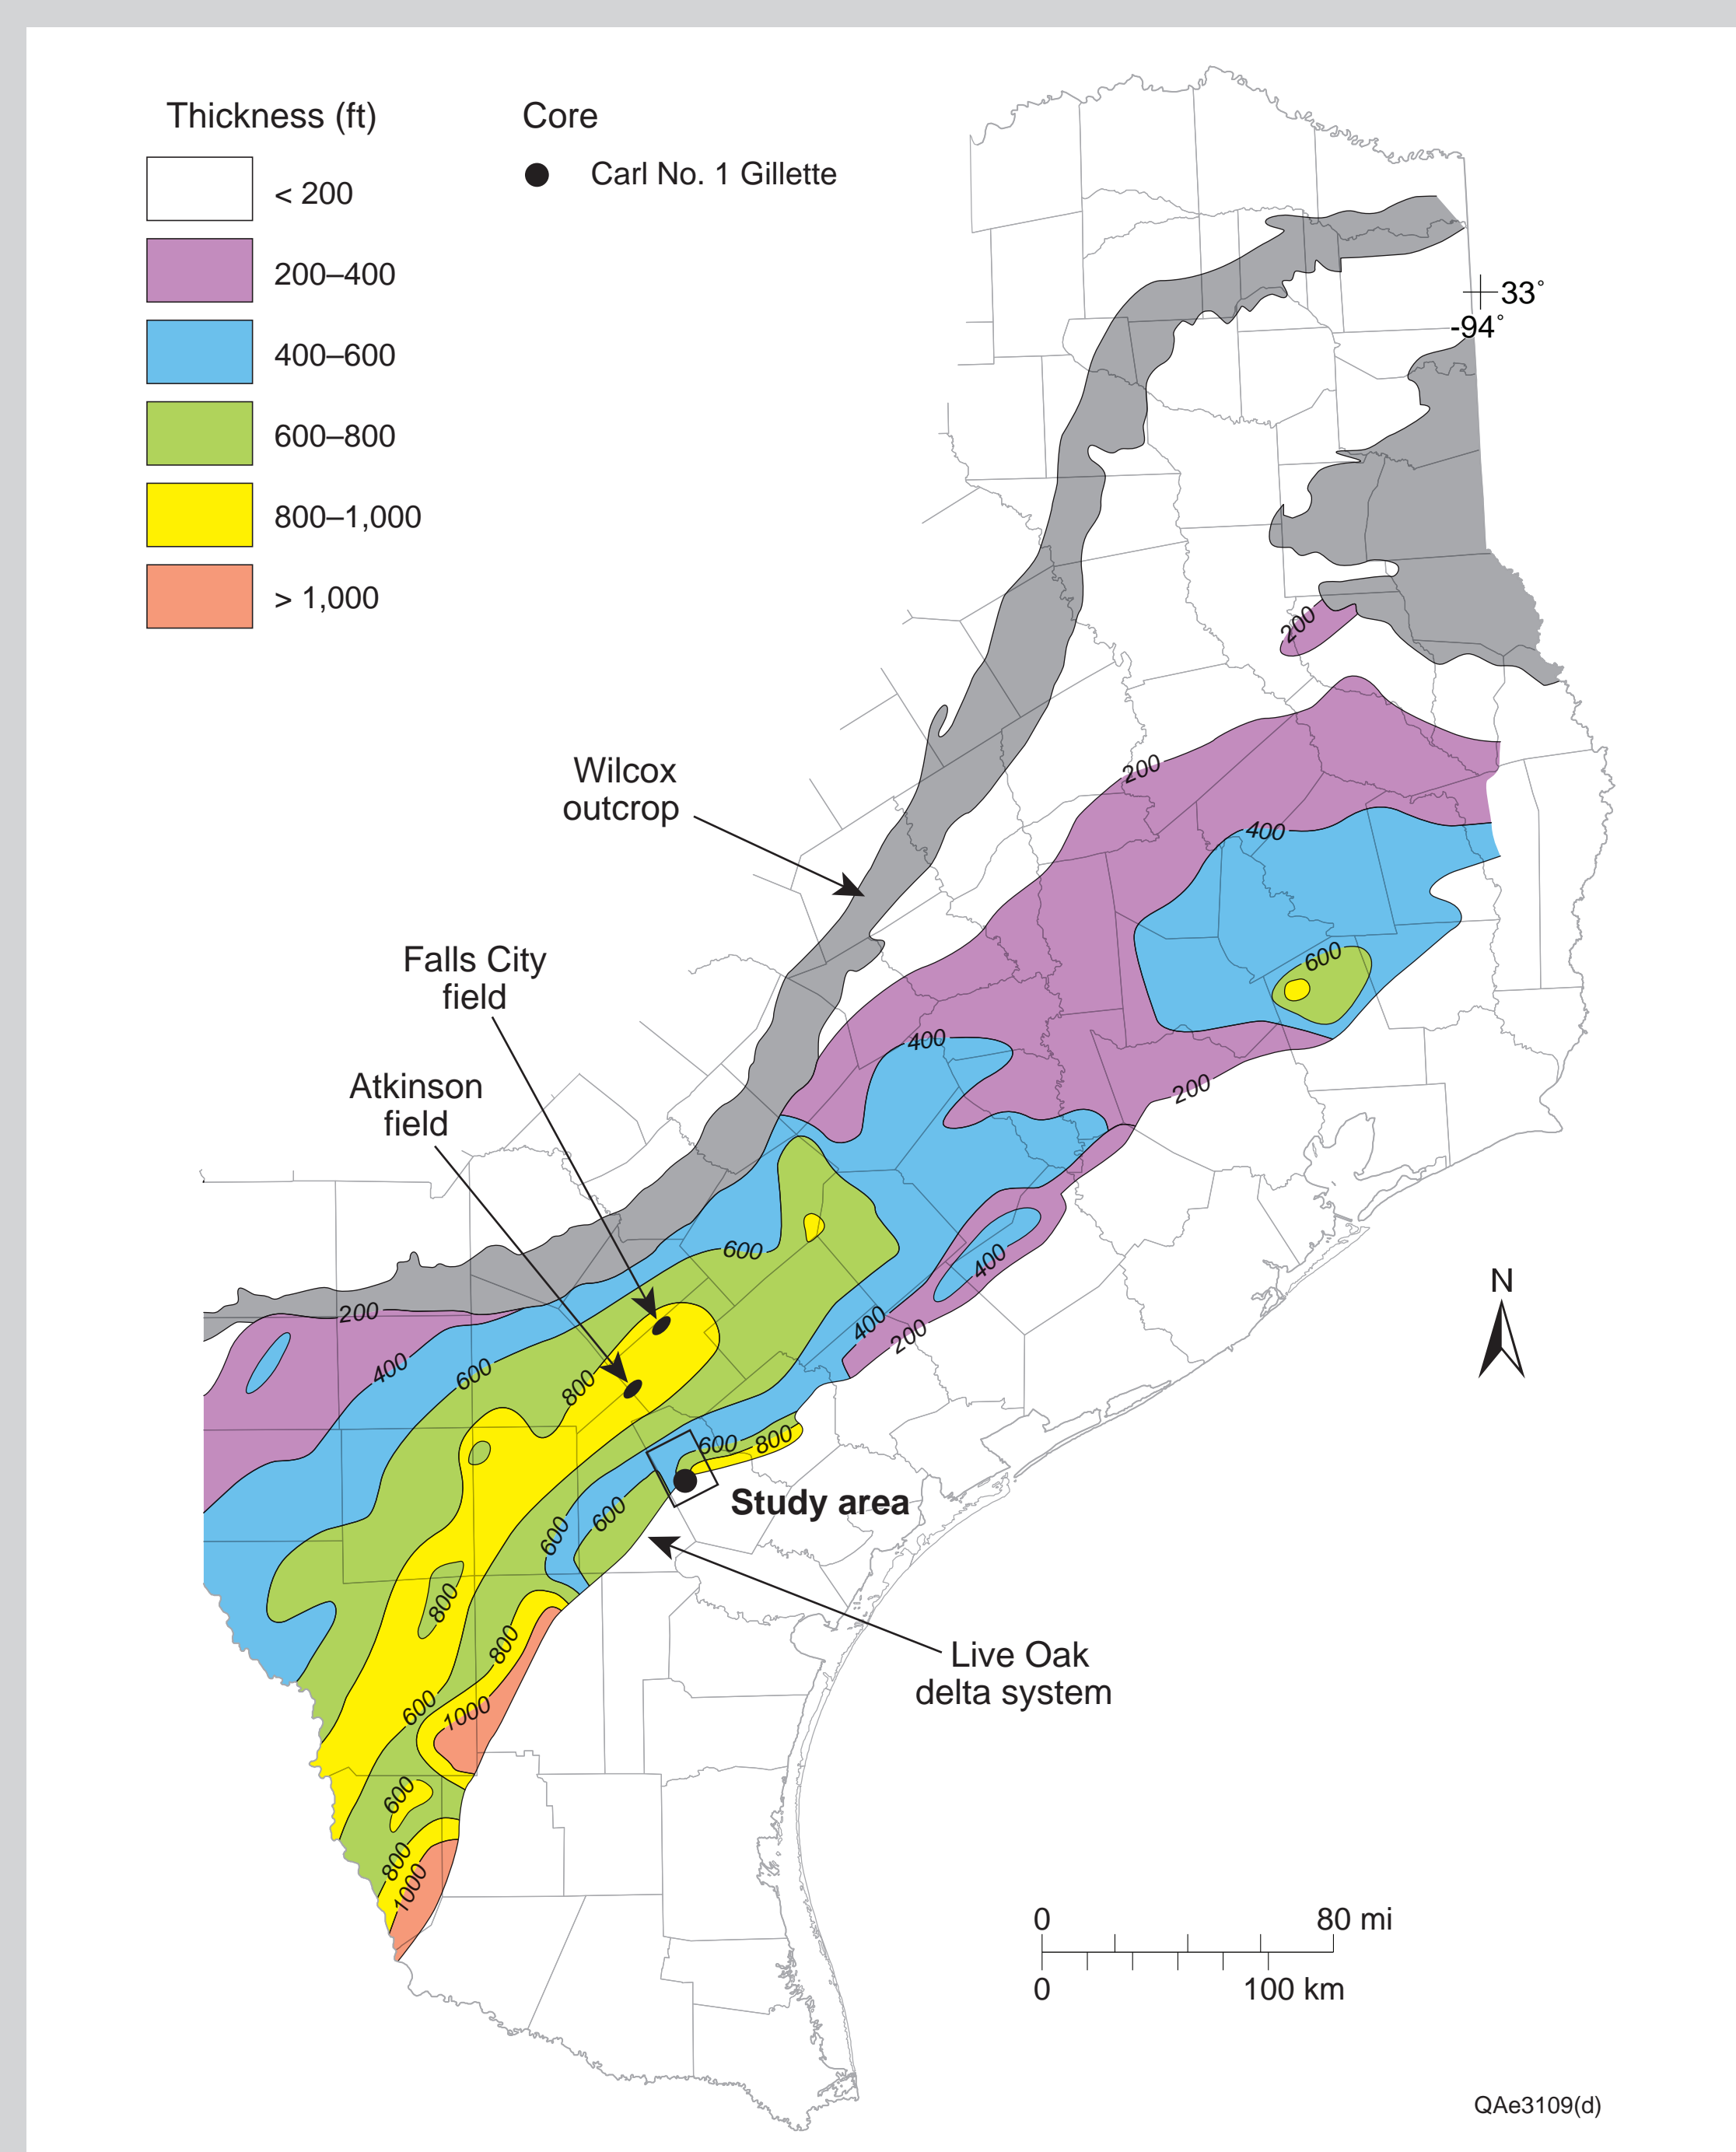 Thickness (ft)
< 200
200–400
400–600
600–800
800–1,000
> 1,000
Core
Carl No. 1 Gillette
33°
-94°
200
200
400
600
Wilcox
outcrop
Falls City
field
400
Atkinson
field
200
600
400
200
400
400
200
600
800
600
800
Study area
600
600
800
Live Oak
delta system
800
600
1000
600
800
1000
N
0
80 mi
0
100 km
QAe3109(d)